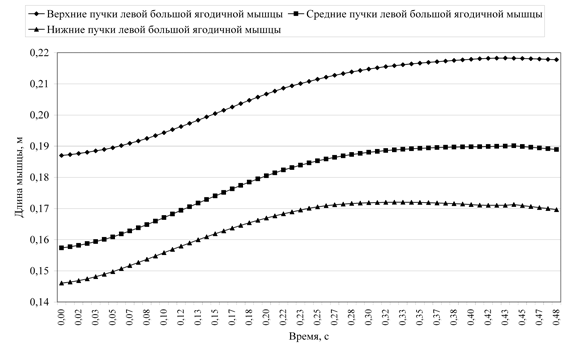 Верхние пучки левой большой ягодичной мышцы Средние пучки левой большой ягодичной мышцы
Нижние пучки левой большой ягодичной мышцы
0,22
0,21
0,20
0,19
0,18
0,17
0,16
0,15
0,14
Длина мышцы, м
0,00 0,02 0,03 0,05 0,07 0,08 0,10 0,12 0,13 0,15 0,17 0,18 0,20 0,22 0,23 0,25 0,27 0,28 0,30 0,32 0,33 0,35 0,37 0,38 0,40 0,42 0,43 0,45 0,47 0,48
Время, с